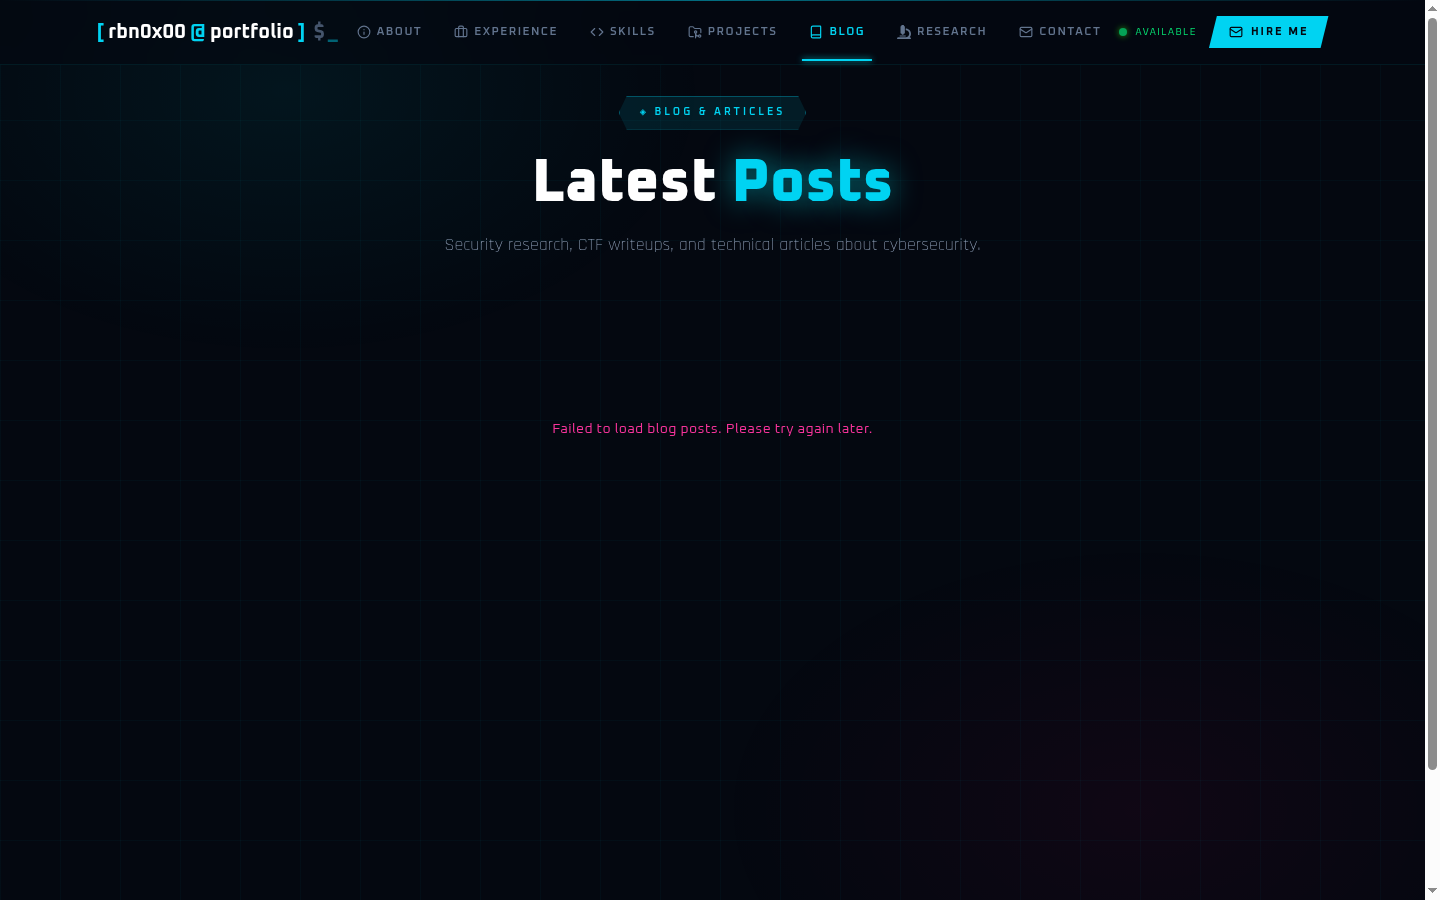 [ rbn0x00 @ portfolio ] $_ ABOUT EXPERIENCE SKILLS PROJECTS BLOG RESEARCH CONTACT AVAILABLE HIRE ME
◈ BLOG & ARTICLES
Latest Posts
Security research, CTF writeups, and technical articles about cybersecurity.
Failed to load blog posts. Please try again later.